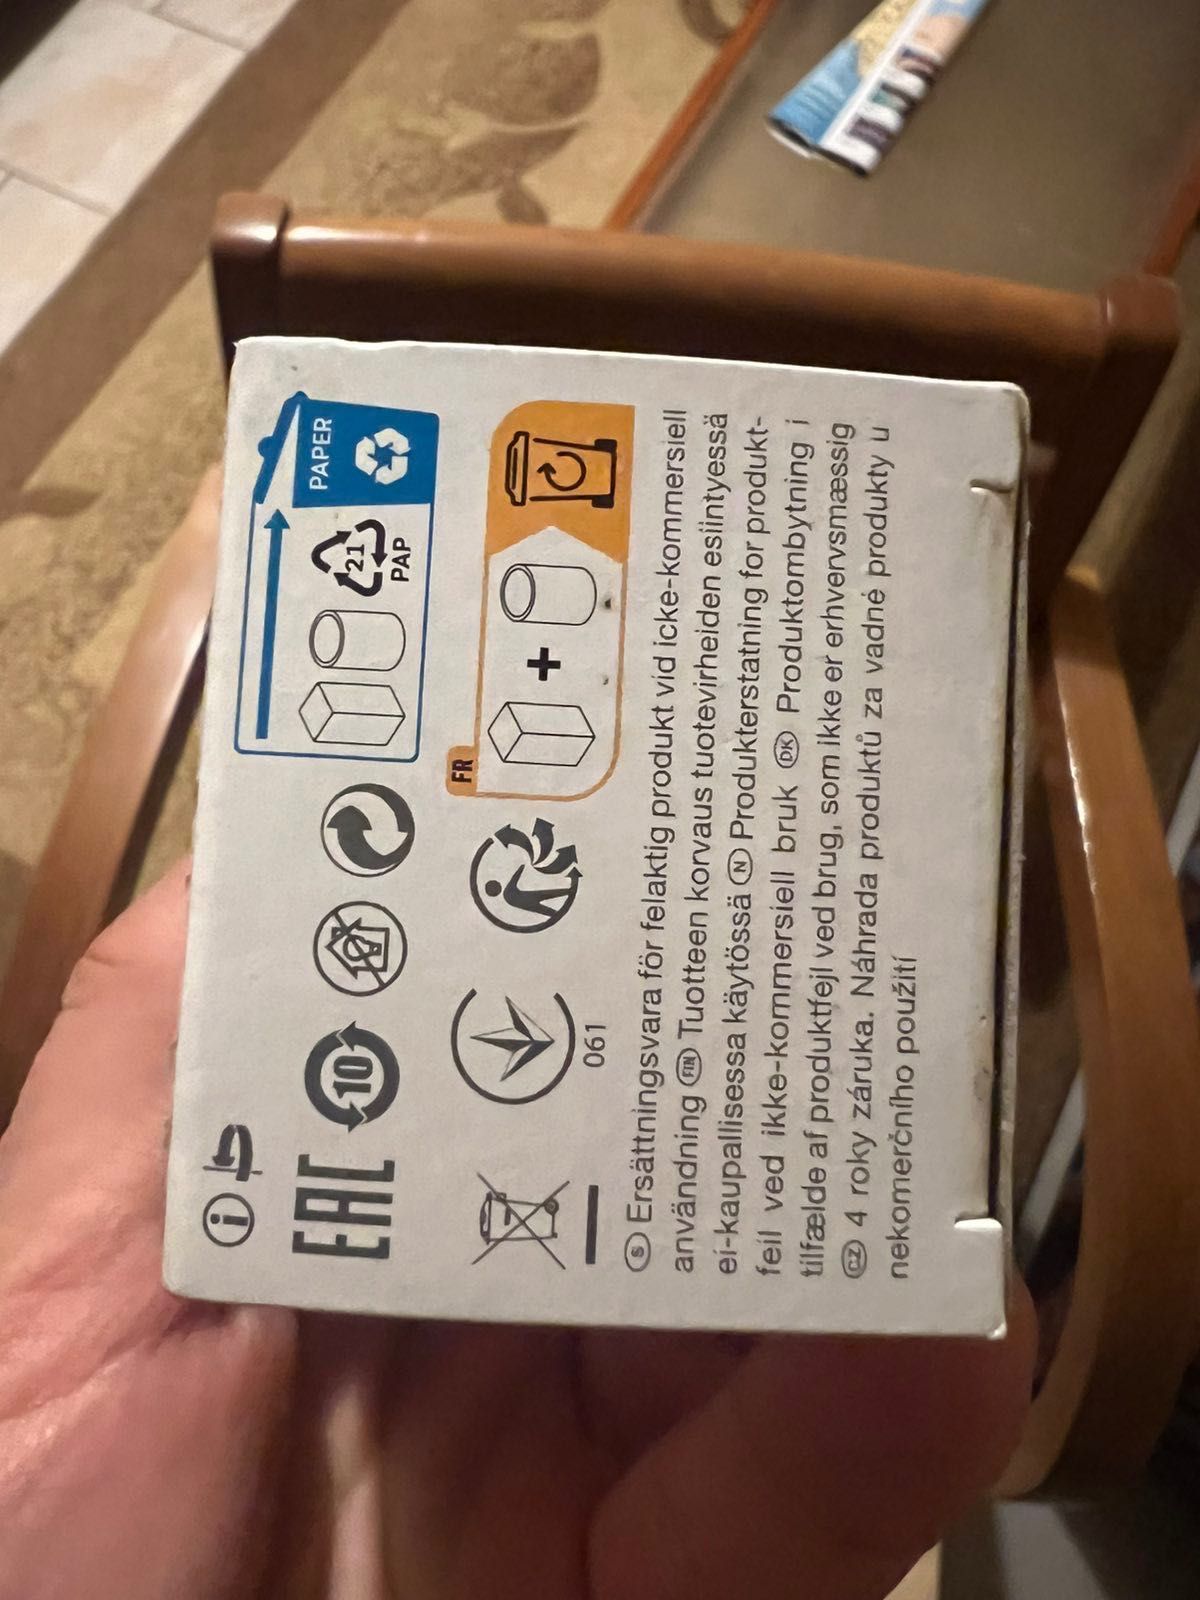 PAPER
21
PAP
EAC
10
FR
061
Ⓢ Ersättningsvara för felaktig produkt vid icke-kommersiell
användning FIN Tuotteen korvaus tuotevirheiden esiintyessä
ei-kaupallisessa käytössä Ⓝ Produkterstatning for produkt-
feil ved ikke-kommersiell bruk DK Produktombytning i
tilfælde af produktfejl ved brug, som ikke er erhvervsmæssig
CZ 4 roky záruka. Náhrada produktů za vadné produkty u
nekomerčního použití